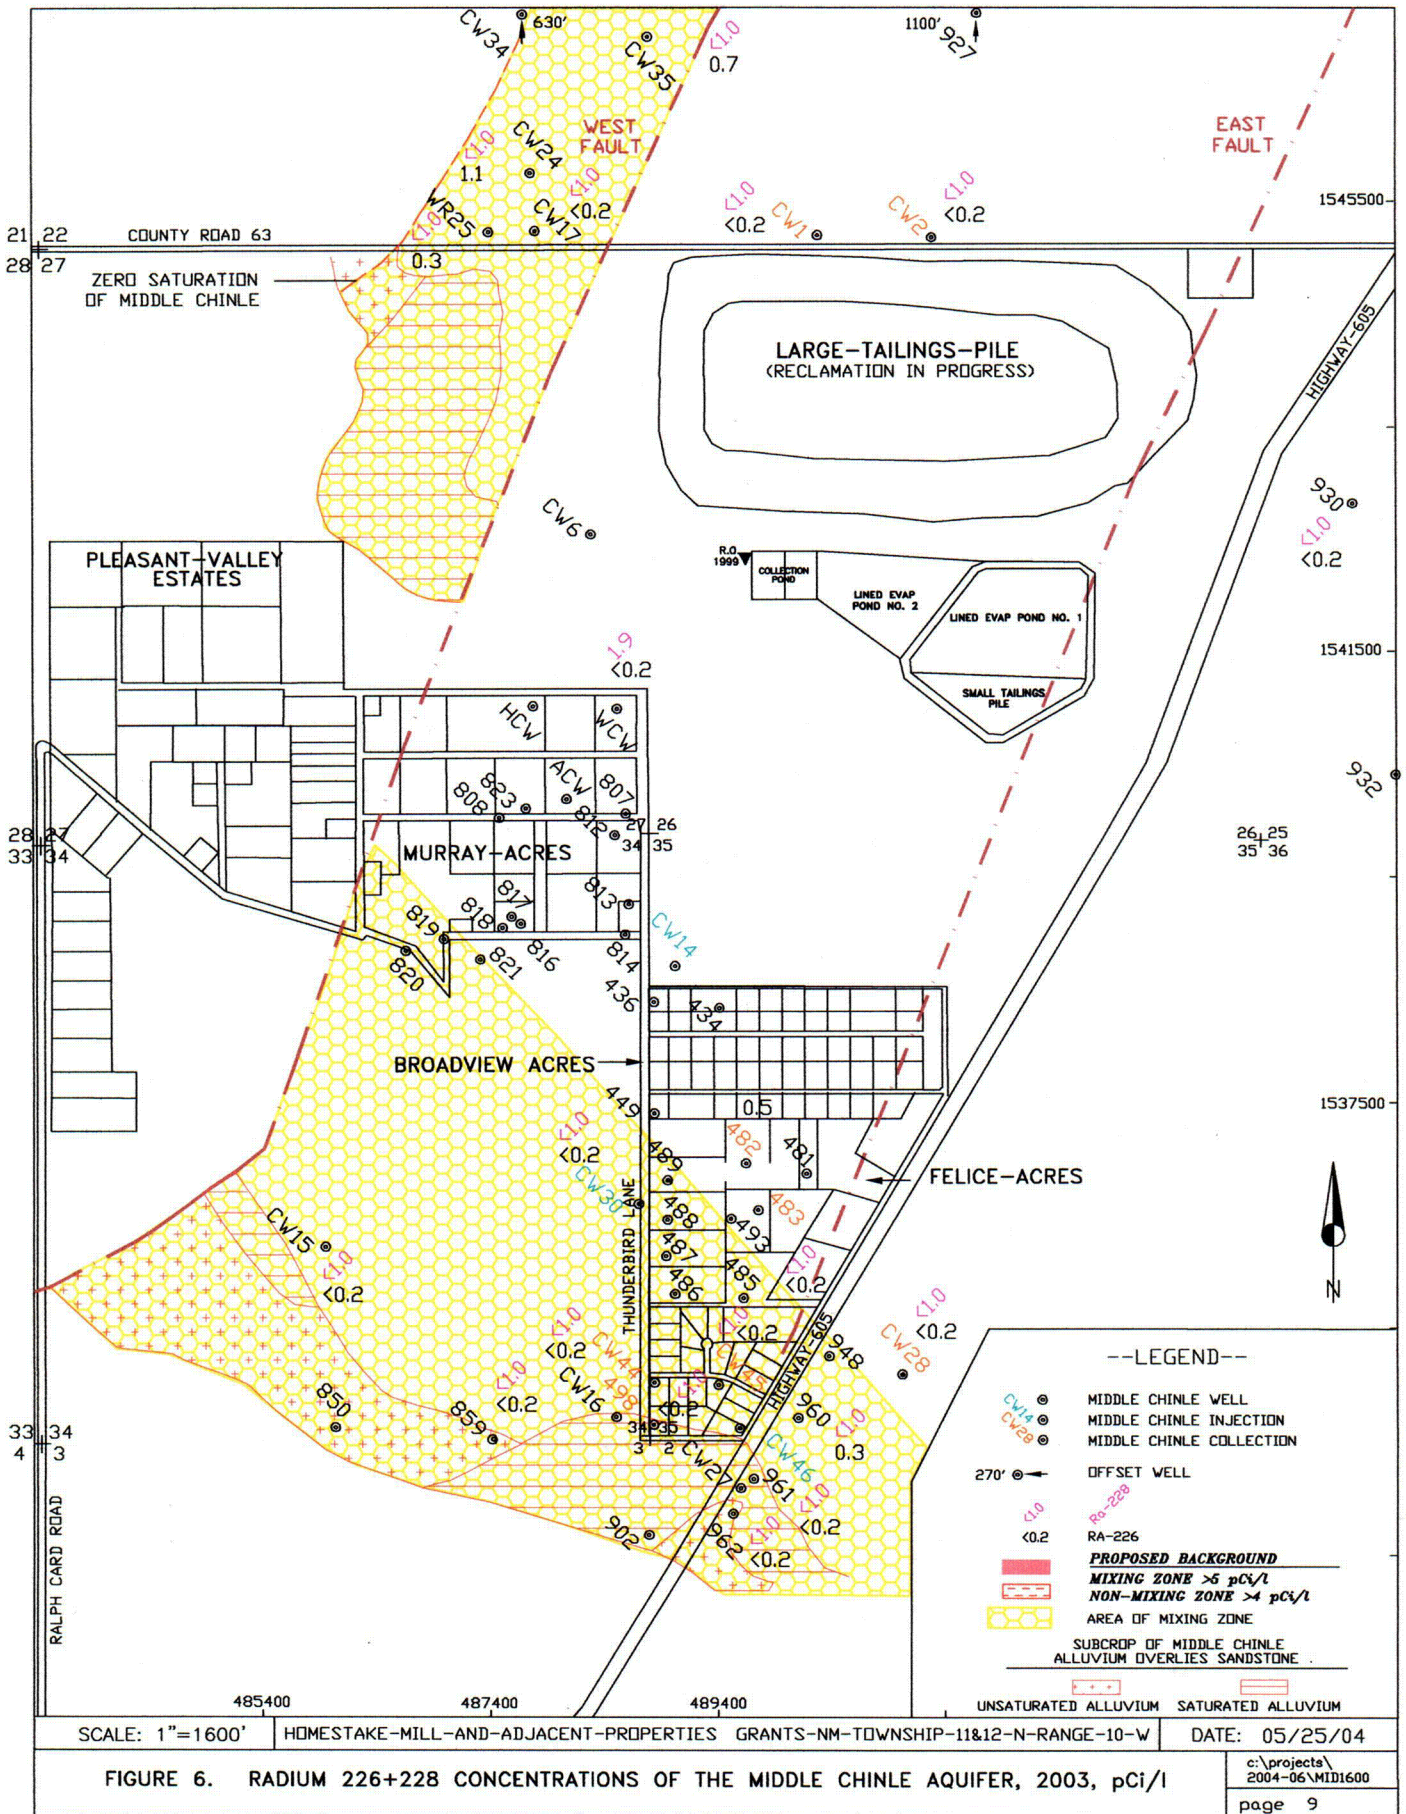 CW34
630'
CW35
<1.0
0.7
1100'
927
WEST
FAULT
EAST
FAULT
CW24
<1.0
1.1
<1.0
<0.2
WR25
CW17
<1.0
0.3
<1.0
<0.2
CW1
CW2
<1.0
<0.2
1545500
21 22
28 27
COUNTY ROAD 63
ZERO SATURATION
OF MIDDLE CHINLE
LARGE-TAILINGS-PILE
(RECLAMATION IN PROGRESS)
HIGHWAY-605
CW6
930
<1.0
<0.2
PLEASANT-VALLEY
ESTATES
R.O.
1999
COLLECTION
POND
LINED EVAP
POND NO. 2
LINED EVAP POND NO. 1
SMALL TAILINGS
PILE
1541500
1.9
<0.2
HCW
WCW
ACW
807
823
808
812
932
28 27
33 34
27 26
34 35
26 25
35 36
MURRAY-ACRES
813
817
818
819
CW14
820
821
816
814
436
434
BROADVIEW ACRES
449
0.5
1537500
<1.0
<0.2
489
482
481
FELICE-ACRES
CW30
THUNDERBIRD LANE
488
493
483
CW15
<1.0
<0.2
487
486
485
<1.0
<0.2
<1.0
<0.2
<1.0
<0.2
CW44
CW45
HIGHWAY-605
948
CW28
<1.0
<0.2
850
859
<1.0
<0.2
CW16
498
<1.0
<0.2
960
<1.0
0.3
33 34
4 3
34 35
3 2
CW27
CW46
961
<1.0
<0.2
902
962
<1.0
<0.2
N
RALPH CARD ROAD
--LEGEND--
CW14
CW28
MIDDLE CHINLE WELL
MIDDLE CHINLE INJECTION
MIDDLE CHINLE COLLECTION
270'
OFFSET WELL
<1.0
Ra-228
<0.2
RA-226
PROPOSED BACKGROUND
MIXING ZONE >5 pCi/l
NON-MIXING ZONE >4 pCi/l
AREA OF MIXING ZONE
SUBCROP OF MIDDLE CHINLE
ALLUVIUM OVERLIES SANDSTONE
UNSATURATED ALLUVIUM SATURATED ALLUVIUM
485400
487400
489400
SCALE: 1"=1600'
HOMESTAKE-MILL-AND-ADJACENT-PROPERTIES GRANTS-NM-TOWNSHIP-11&12-N-RANGE-10-W
DATE: 05/25/04
FIGURE 6. RADIUM 226+228 CONCENTRATIONS OF THE MIDDLE CHINLE AQUIFER, 2003, pCi/l
c:\projects\
2004-06\MID1600
page 9